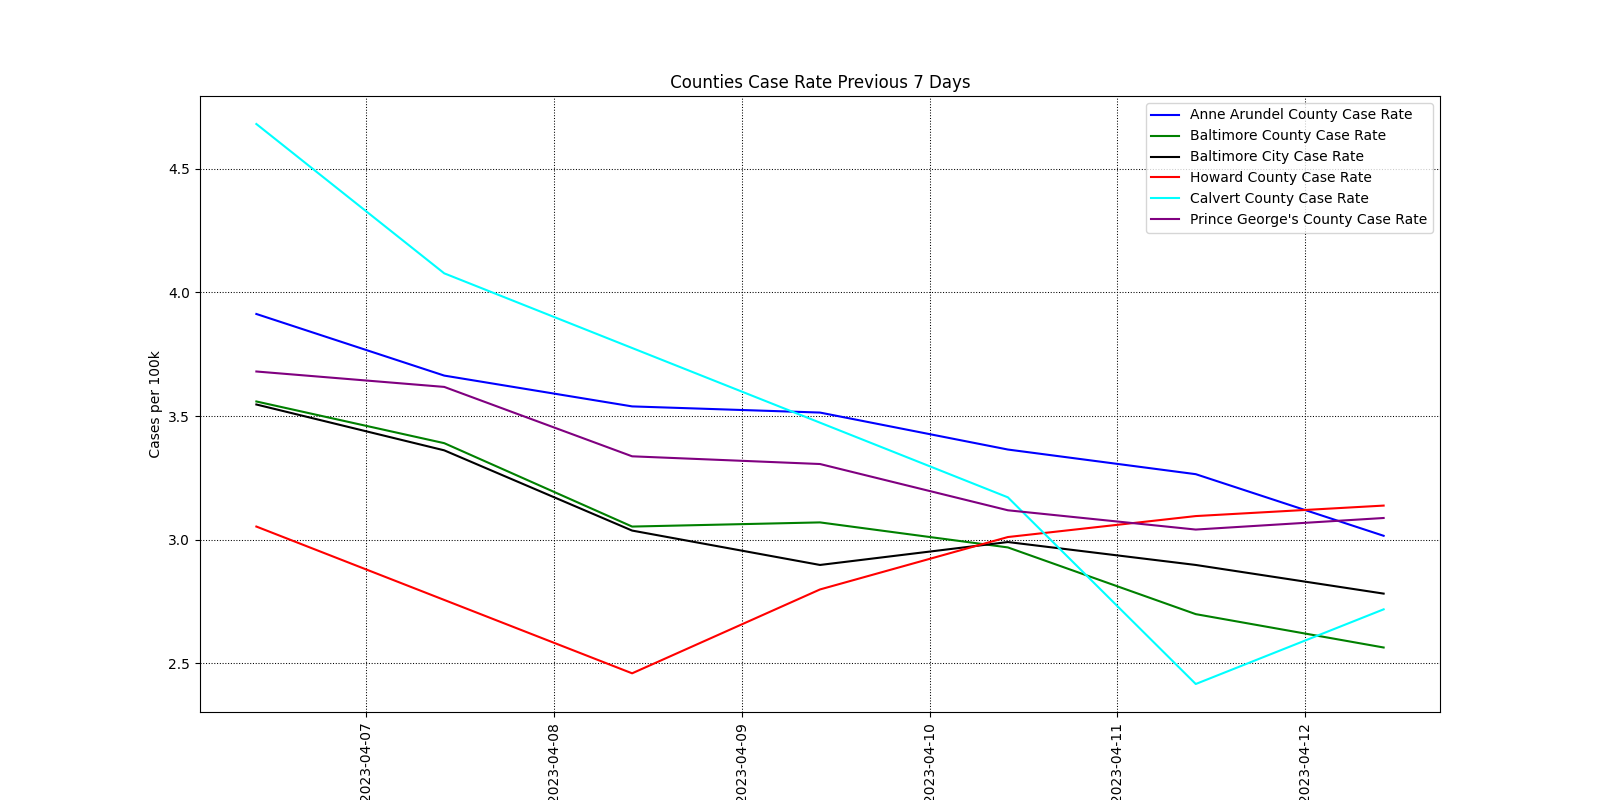 Counties Case Rate Previous 7 Days
Anne Arundel County Case Rate
Baltimore County Case Rate
Baltimore City Case Rate
Howard County Case Rate
Calvert County Case Rate
Prince George's County Case Rate
Cases per 100k
4.5
4.0
3.5
3.0
2.5
2023-04-07
2023-04-08
2023-04-09
2023-04-10
2023-04-11
2023-04-12